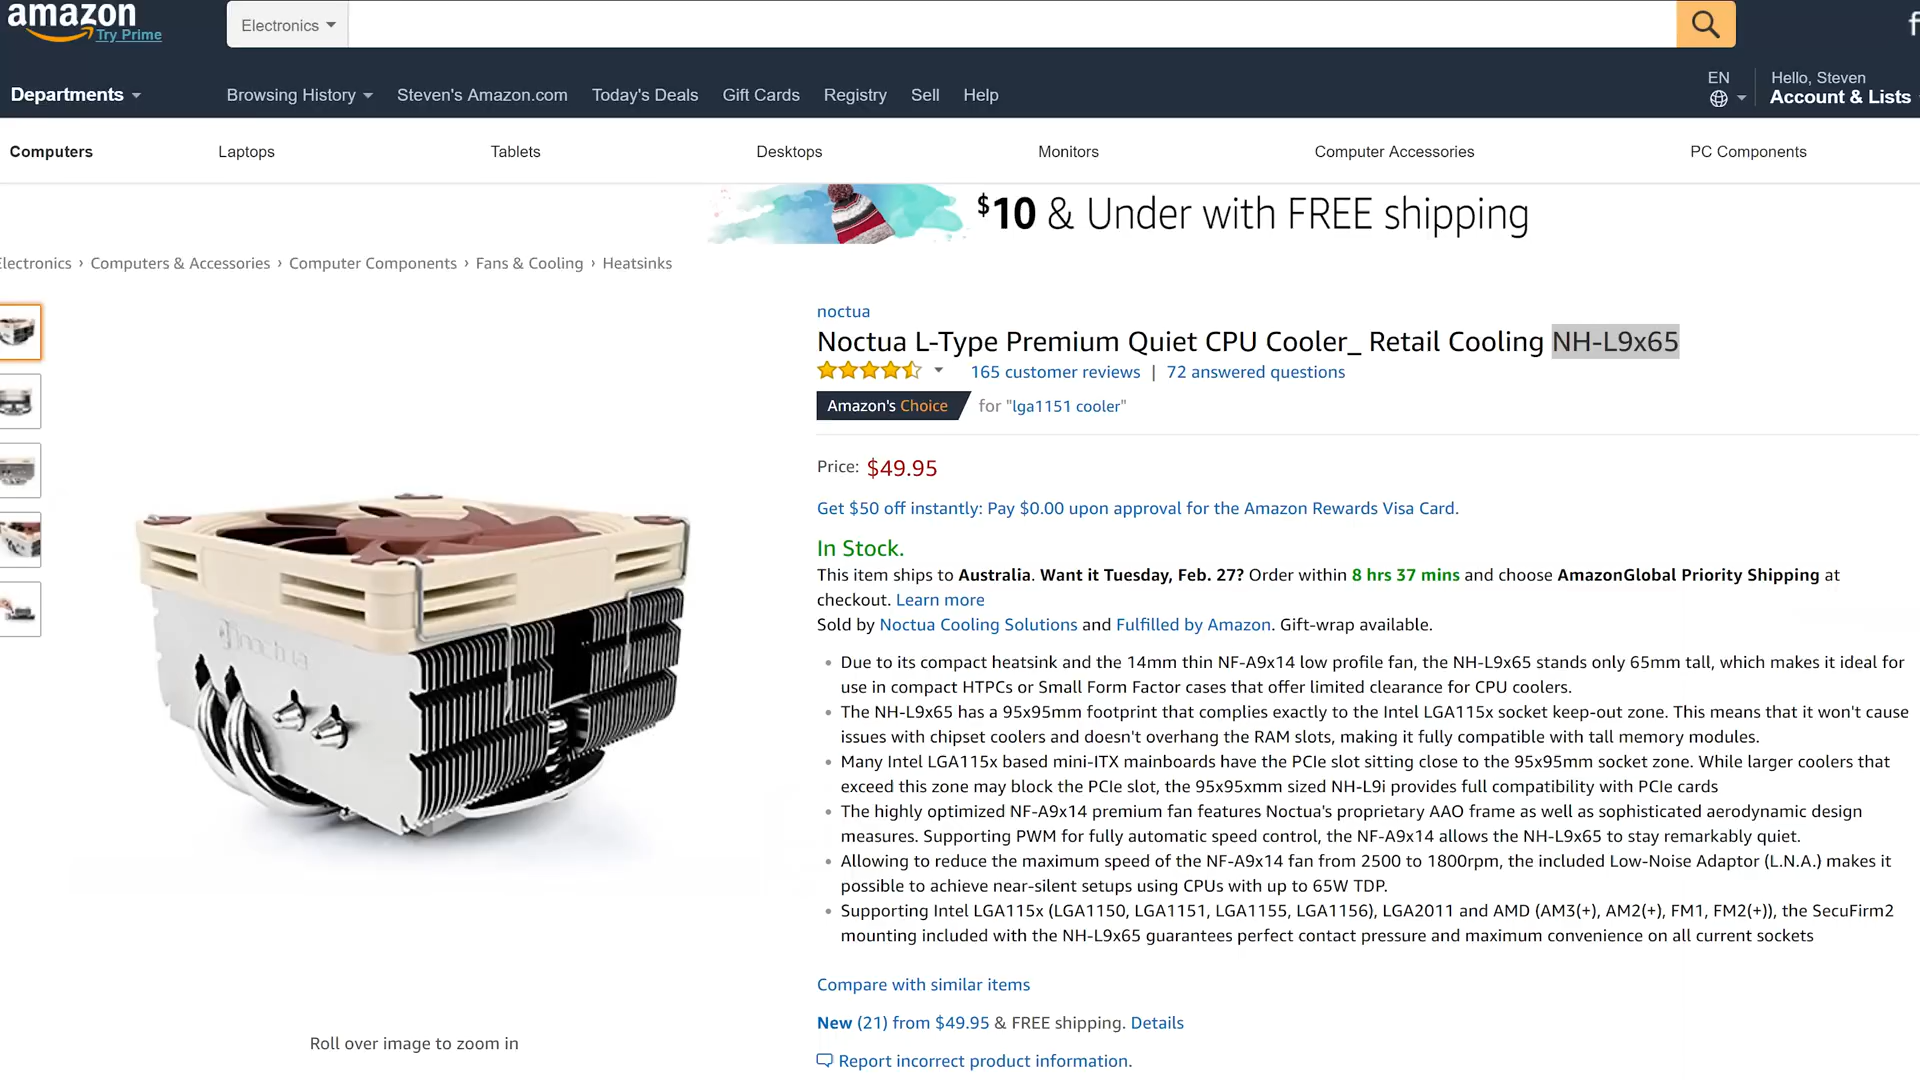 amazon
Try Prime
Electronics
Departments
Browsing History
Steven's Amazon.com
Today's Deals
Gift Cards
Registry
Sell
Help
EN
Hello, Steven
Account & Lists
Computers
Laptops
Tablets
Desktops
Monitors
Computer Accessories
PC Components
$10 & Under with FREE shipping
lectronics › Computers & Accessories › Computer Components › Fans & Cooling › Heatsinks
noctua
Noctua L-Type Premium Quiet CPU Cooler_ Retail Cooling NH-L9x65
165 customer reviews | 72 answered questions
Amazon's Choice for "lga1151 cooler"
Price: $49.95
Get $50 off instantly: Pay $0.00 upon approval for the Amazon Rewards Visa Card.
In Stock.
This item ships to Australia. Want it Tuesday, Feb. 27? Order within 8 hrs 37 mins and choose AmazonGlobal Priority Shipping at
checkout. Learn more
Sold by Noctua Cooling Solutions and Fulfilled by Amazon. Gift-wrap available.
• Due to its compact heatsink and the 14mm thin NF-A9x14 low profile fan, the NH-L9x65 stands only 65mm tall, which makes it ideal for
use in compact HTPCs or Small Form Factor cases that offer limited clearance for CPU coolers.
• The NH-L9x65 has a 95x95mm footprint that complies exactly to the Intel LGA115x socket keep-out zone. This means that it won't cause
issues with chipset coolers and doesn't overhang the RAM slots, making it fully compatible with tall memory modules.
• Many Intel LGA115x based mini-ITX mainboards have the PCIe slot sitting close to the 95x95mm socket zone. While larger coolers that
exceed this zone may block the PCIe slot, the 95x95xmm sized NH-L9i provides full compatibility with PCIe cards
• The highly optimized NF-A9x14 premium fan features Noctua's proprietary AAO frame as well as sophisticated aerodynamic design
measures. Supporting PWM for fully automatic speed control, the NF-A9x14 allows the NH-L9x65 to stay remarkably quiet.
• Allowing to reduce the maximum speed of the NF-A9x14 fan from 2500 to 1800rpm, the included Low-Noise Adaptor (L.N.A.) makes it
possible to achieve near-silent setups using CPUs with up to 65W TDP.
• Supporting Intel LGA115x (LGA1150, LGA1151, LGA1155, LGA1156), LGA2011 and AMD (AM3(+), AM2(+), FM1, FM2(+)), the SecuFirm2
mounting included with the NH-L9x65 guarantees perfect contact pressure and maximum convenience on all current sockets
noctua
Compare with similar items
New (21) from $49.95 & FREE shipping. Details
Roll over image to zoom in
Report incorrect product information.